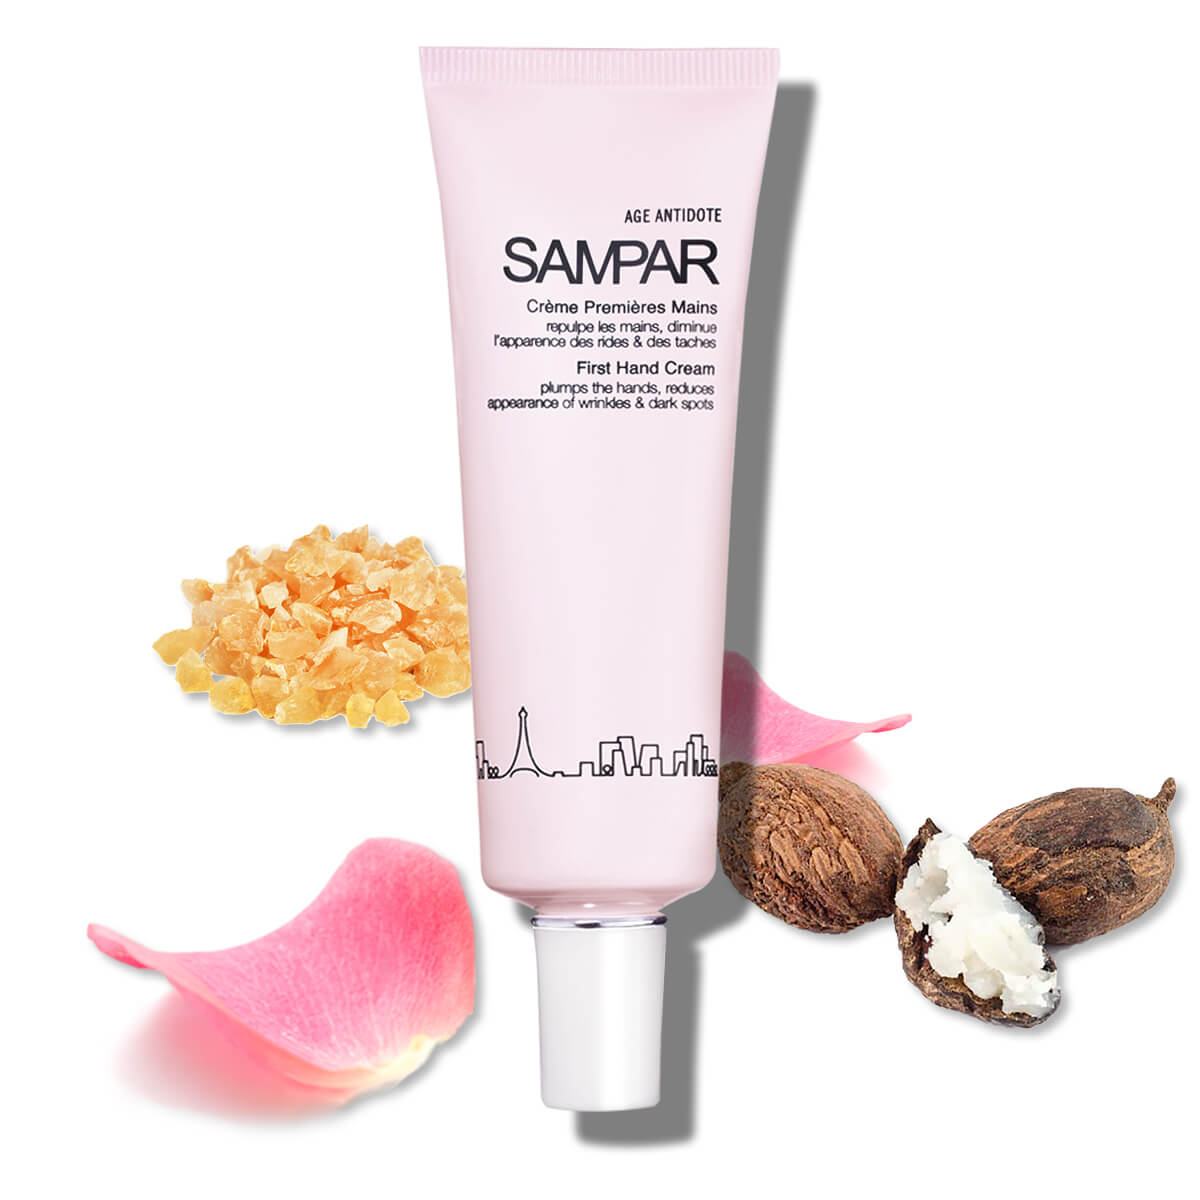 AGE ANTIDOTE
SAMPAR
Crème Premières Mains
repulpe les mains, diminue
l'apparence des rides & des taches
First Hand Cream
plumps the hands, reduces
appearance of wrinkles & dark spots